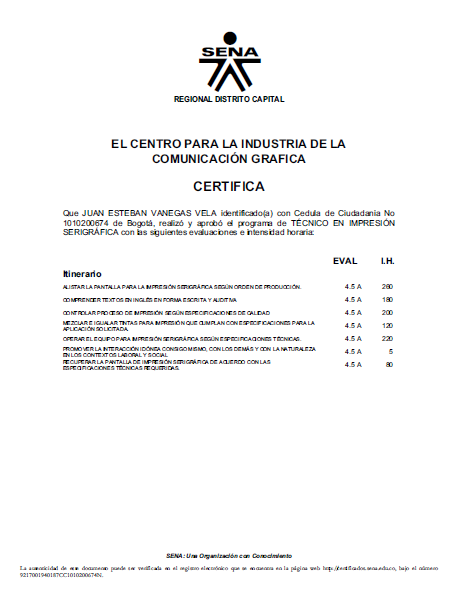 SENA
REGIONAL DISTRITO CAPITAL
EL CENTRO PARA LA INDUSTRIA DE LA
COMUNICACIÓN GRAFICA
CERTIFICA
Que JUAN ESTEBAN VANEGAS VELA identificado(a) con Cedula de Ciudadania No
1010200674 de Bogotá, realizó y aprobó el programa de TÉCNICO EN IMPRESIÓN
SERIGRÁFICA con las siguientes evaluaciones e intensidad horaria:
EVAL I.H.
Itinerario
ALISTAR LA PANTALLA PARA LA IMPRESIÓN SERIGRÁFICA SEGÚN ORDEN DE PRODUCCIÓN. 4.5 A 260
COMPRENDER TEXTOS EN INGLÉS EN FORMA ESCRITA Y AUDITIVA 4.5 A 180
CONTROLAR PROCESO DE IMPRESIÓN SEGÚN ESPECIFICACIONES DE CALIDAD 4.5 A 200
MEZCLAR E IGUALAR TINTAS PARA IMPRESIÓN QUE CUMPLAN CON ESPECIFICACIONES PARA LA
APLICACIÓN SOLICITADA. 4.5 A 120
OPERAR EL EQUIPO PARA IMPRESIÓN SERIGRÁFICA SEGÚN ESPECIFICACIONES TÉCNICAS. 4.5 A 220
PROMOVER LA INTERACCIÓN IDÓNEA CONSIGO MISMO, CON LOS DEMÁS Y CON LA NATURALEZA
EN LOS CONTEXTOS LABORAL Y SOCIAL 4.5 A 5
RECUPERAR LA PANTALLA DE IMPRESIÓN SERIGRÁFICA DE ACUERDO CON LAS
ESPECIFICACIONES TÉCNICAS REQUERIDAS. 4.5 A 80
SENA: Una Organización con Conocimiento
La autenticidad de este documento puede ser verificada en el registro electrónico que se encuentra en la página web http://certificados.sena.edu.co, bajo el número
9217001940187CC1010200674N.